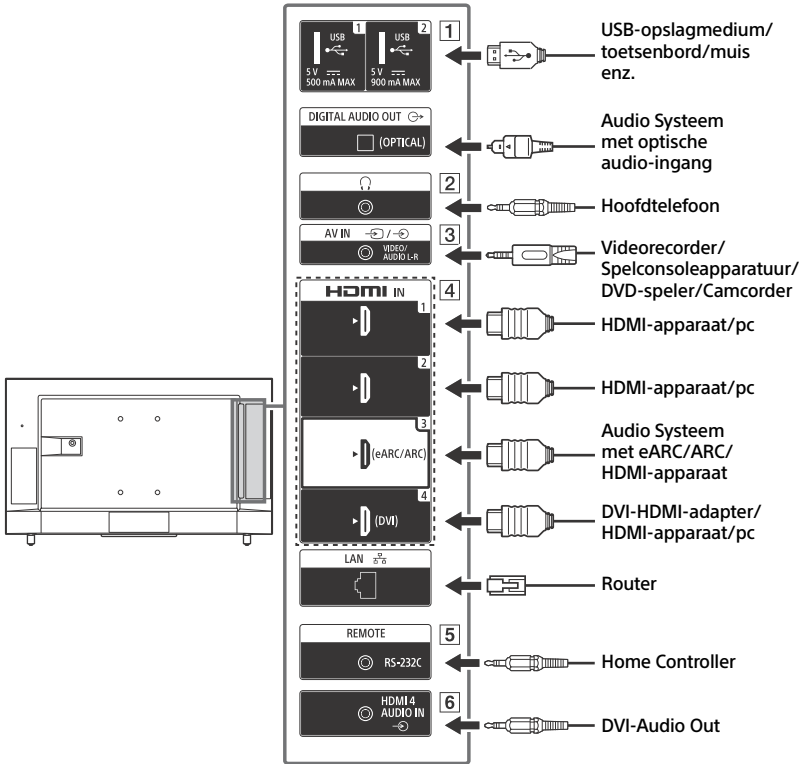 1
2
1
USB
USB
5 V
500 mA MAX
5 V
900 mA MAX
USB-opslagmedium/
toetsenbord/muis
enz.
DIGITAL AUDIO OUT
(OPTICAL)
Audio Systeem
met optische
audio-ingang
2
Hoofdtelefoon
AV IN
/
3
VIDEO/
AUDIO L-R
Videorecorder/
Spelconsoleapparatuur/
DVD-speler/Camcorder
HDMI IN
4
1
HDMI-apparaat/pc
2
HDMI-apparaat/pc
3
(eARC/ARC)
Audio Systeem
met eARC/ARC/
HDMI-apparaat
4
(DVI)
DVI-HDMI-adapter/
HDMI-apparaat/pc
LAN
Router
REMOTE
5
RS-232C
Home Controller
HDMI 4
AUDIO IN
6
DVI-Audio Out